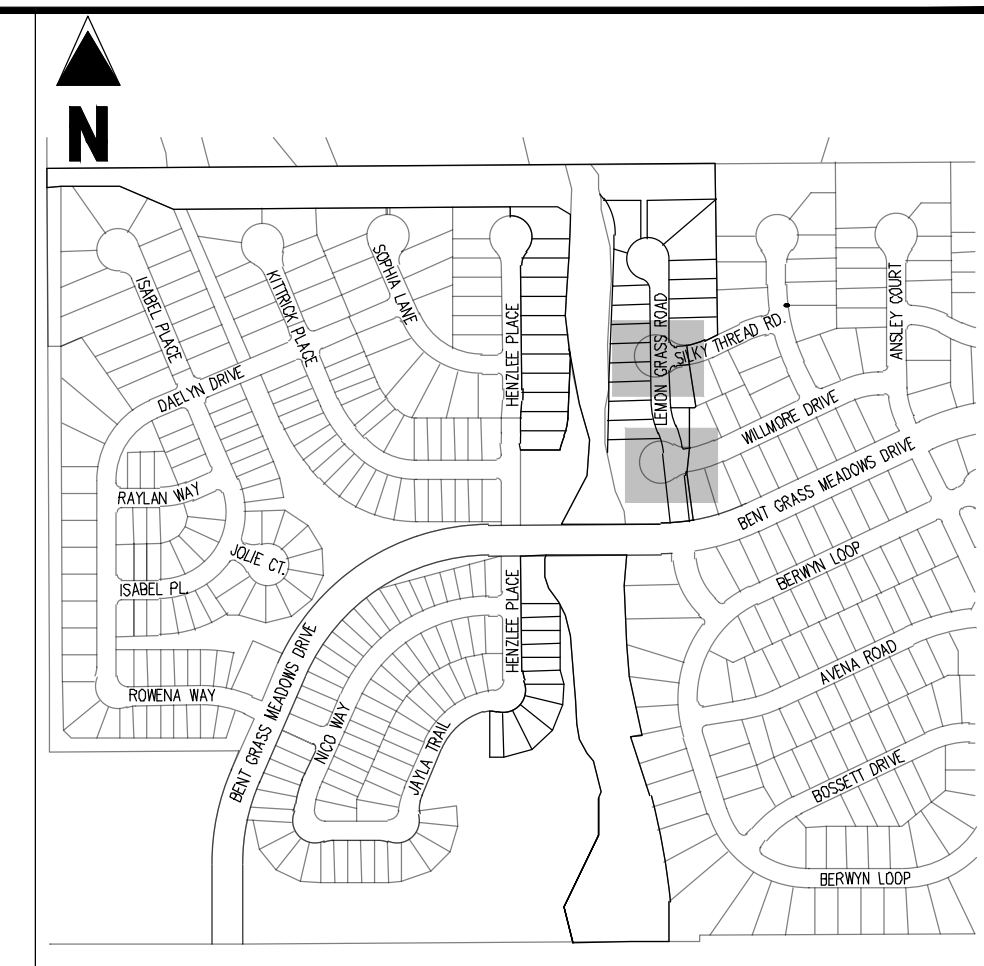 N
ISABEL PLACE
KITTRICK PLACE
SOPHIA LANE
HENZLEE PLACE
LEMON GRASS ROAD
SILKY THREAD RD.
ANSLEY COURT
DAELYN DRIVE
WILLMORE DRIVE
BENT GRASS MEADOWS DRIVE
RAYLAN WAY
JOLIE CT.
ISABEL PL.
BERWYN LOOP
HENZLEE PLACE
AVENA ROAD
ROWENA WAY
BENT GRASS MEADOWS DRIVE
NICO WAY
JAYLA TRAIL
BOSSETT DRIVE
BERWYN LOOP